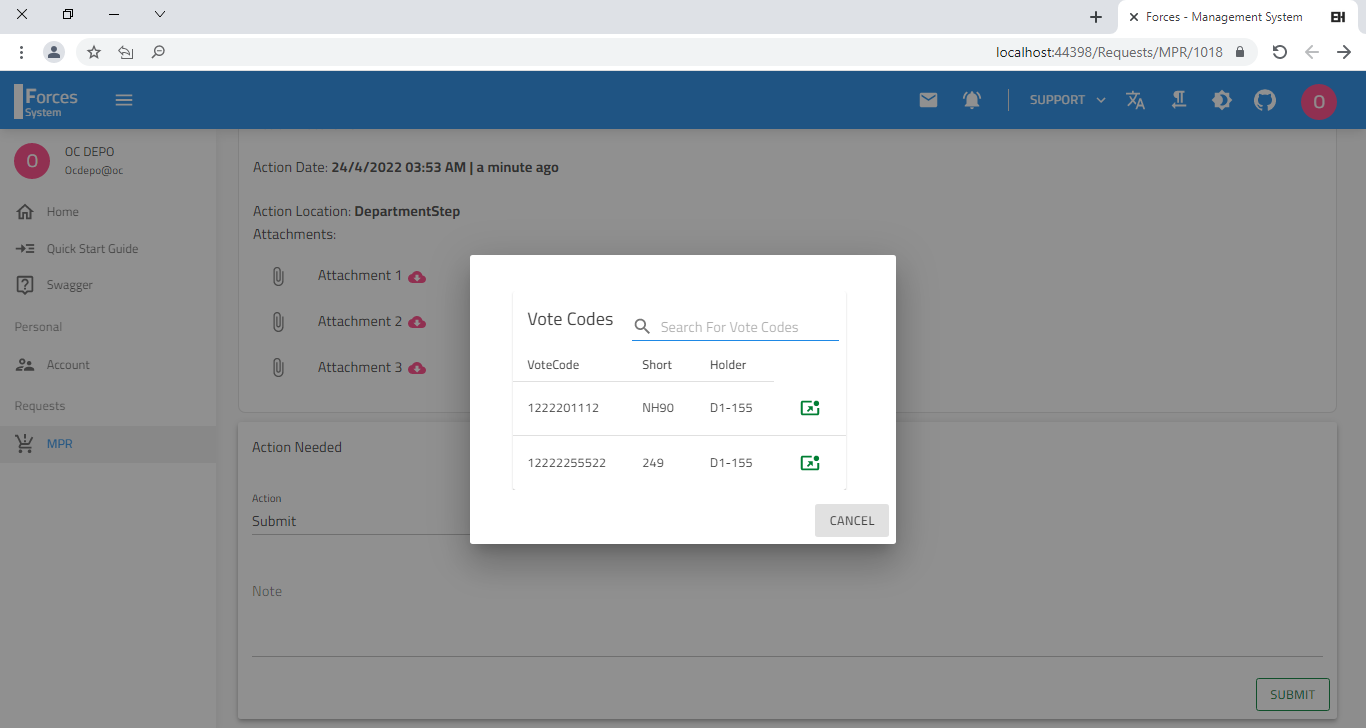 Forces - Management System
localhost:44398/Requests/MPR/1018
Forces
System
SUPPORT
O
O
OC DEPO
Ocdepo@oc
Home
Quick Start Guide
Swagger
Personal
Account
Requests
MPR
Action Date: 24/4/2022 03:53 AM | a minute ago
Action Location: DepartmentStep
Attachments:
Attachment 1
Attachment 2
Attachment 3
Action Needed
Action
Submit
Note
SUBMIT
Vote Codes
Search For Vote Codes
VoteCode Short Holder
1222201112 NH90 D1-155
12222255522 249 D1-155
CANCEL